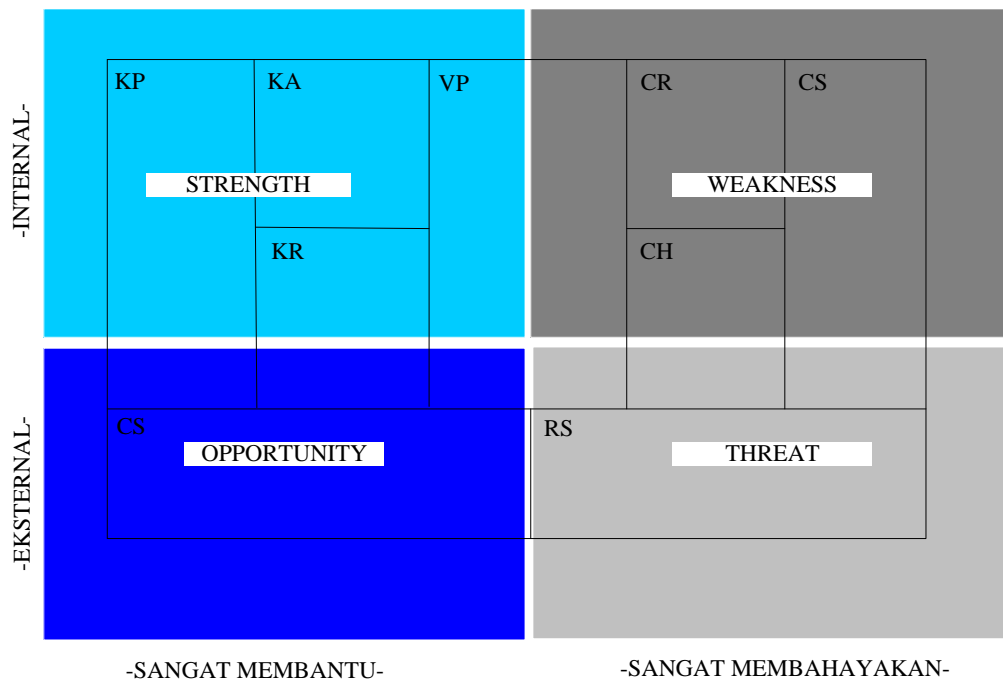 -INTERNAL-
KP
KA
VP
CR
CS
STRENGTH
WEAKNESS
KR
CH
-EKSTERNAL-
CS
RS
OPPORTUNITY
THREAT
-SANGAT MEMBANTU-
-SANGAT MEMBAHAYAKAN-